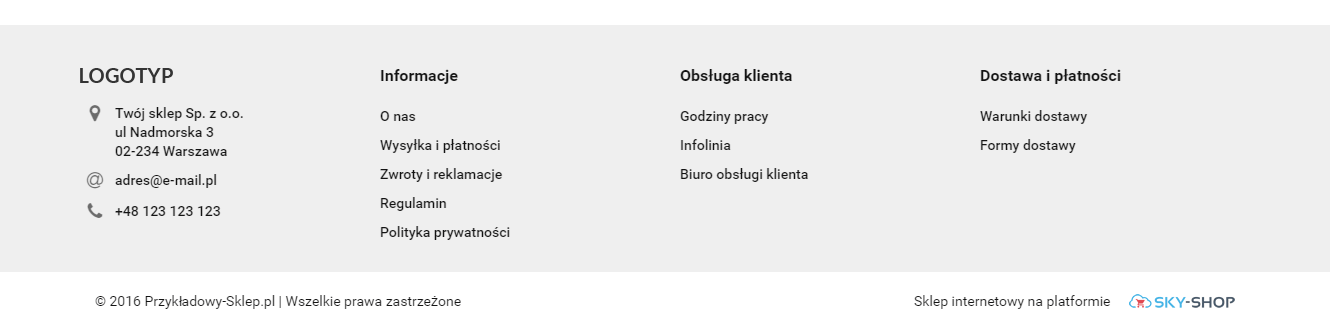 LOGOTYP
Twój sklep Sp. z o.o.
ul Nadmorska 3
02-234 Warszawa
adres@e-mail.pl
+48 123 123 123
Informacje
O nas
Wysyłka i płatności
Zwroty i reklamacje
Regulamin
Polityka prywatności
Obsługa klienta
Godziny pracy
Infolinia
Biuro obsługi klienta
Dostawa i płatności
Warunki dostawy
Formy dostawy
© 2016 Przykładowy-Sklep.pl | Wszelkie prawa zastrzeżone
Sklep internetowy na platformie SKY-SHOP